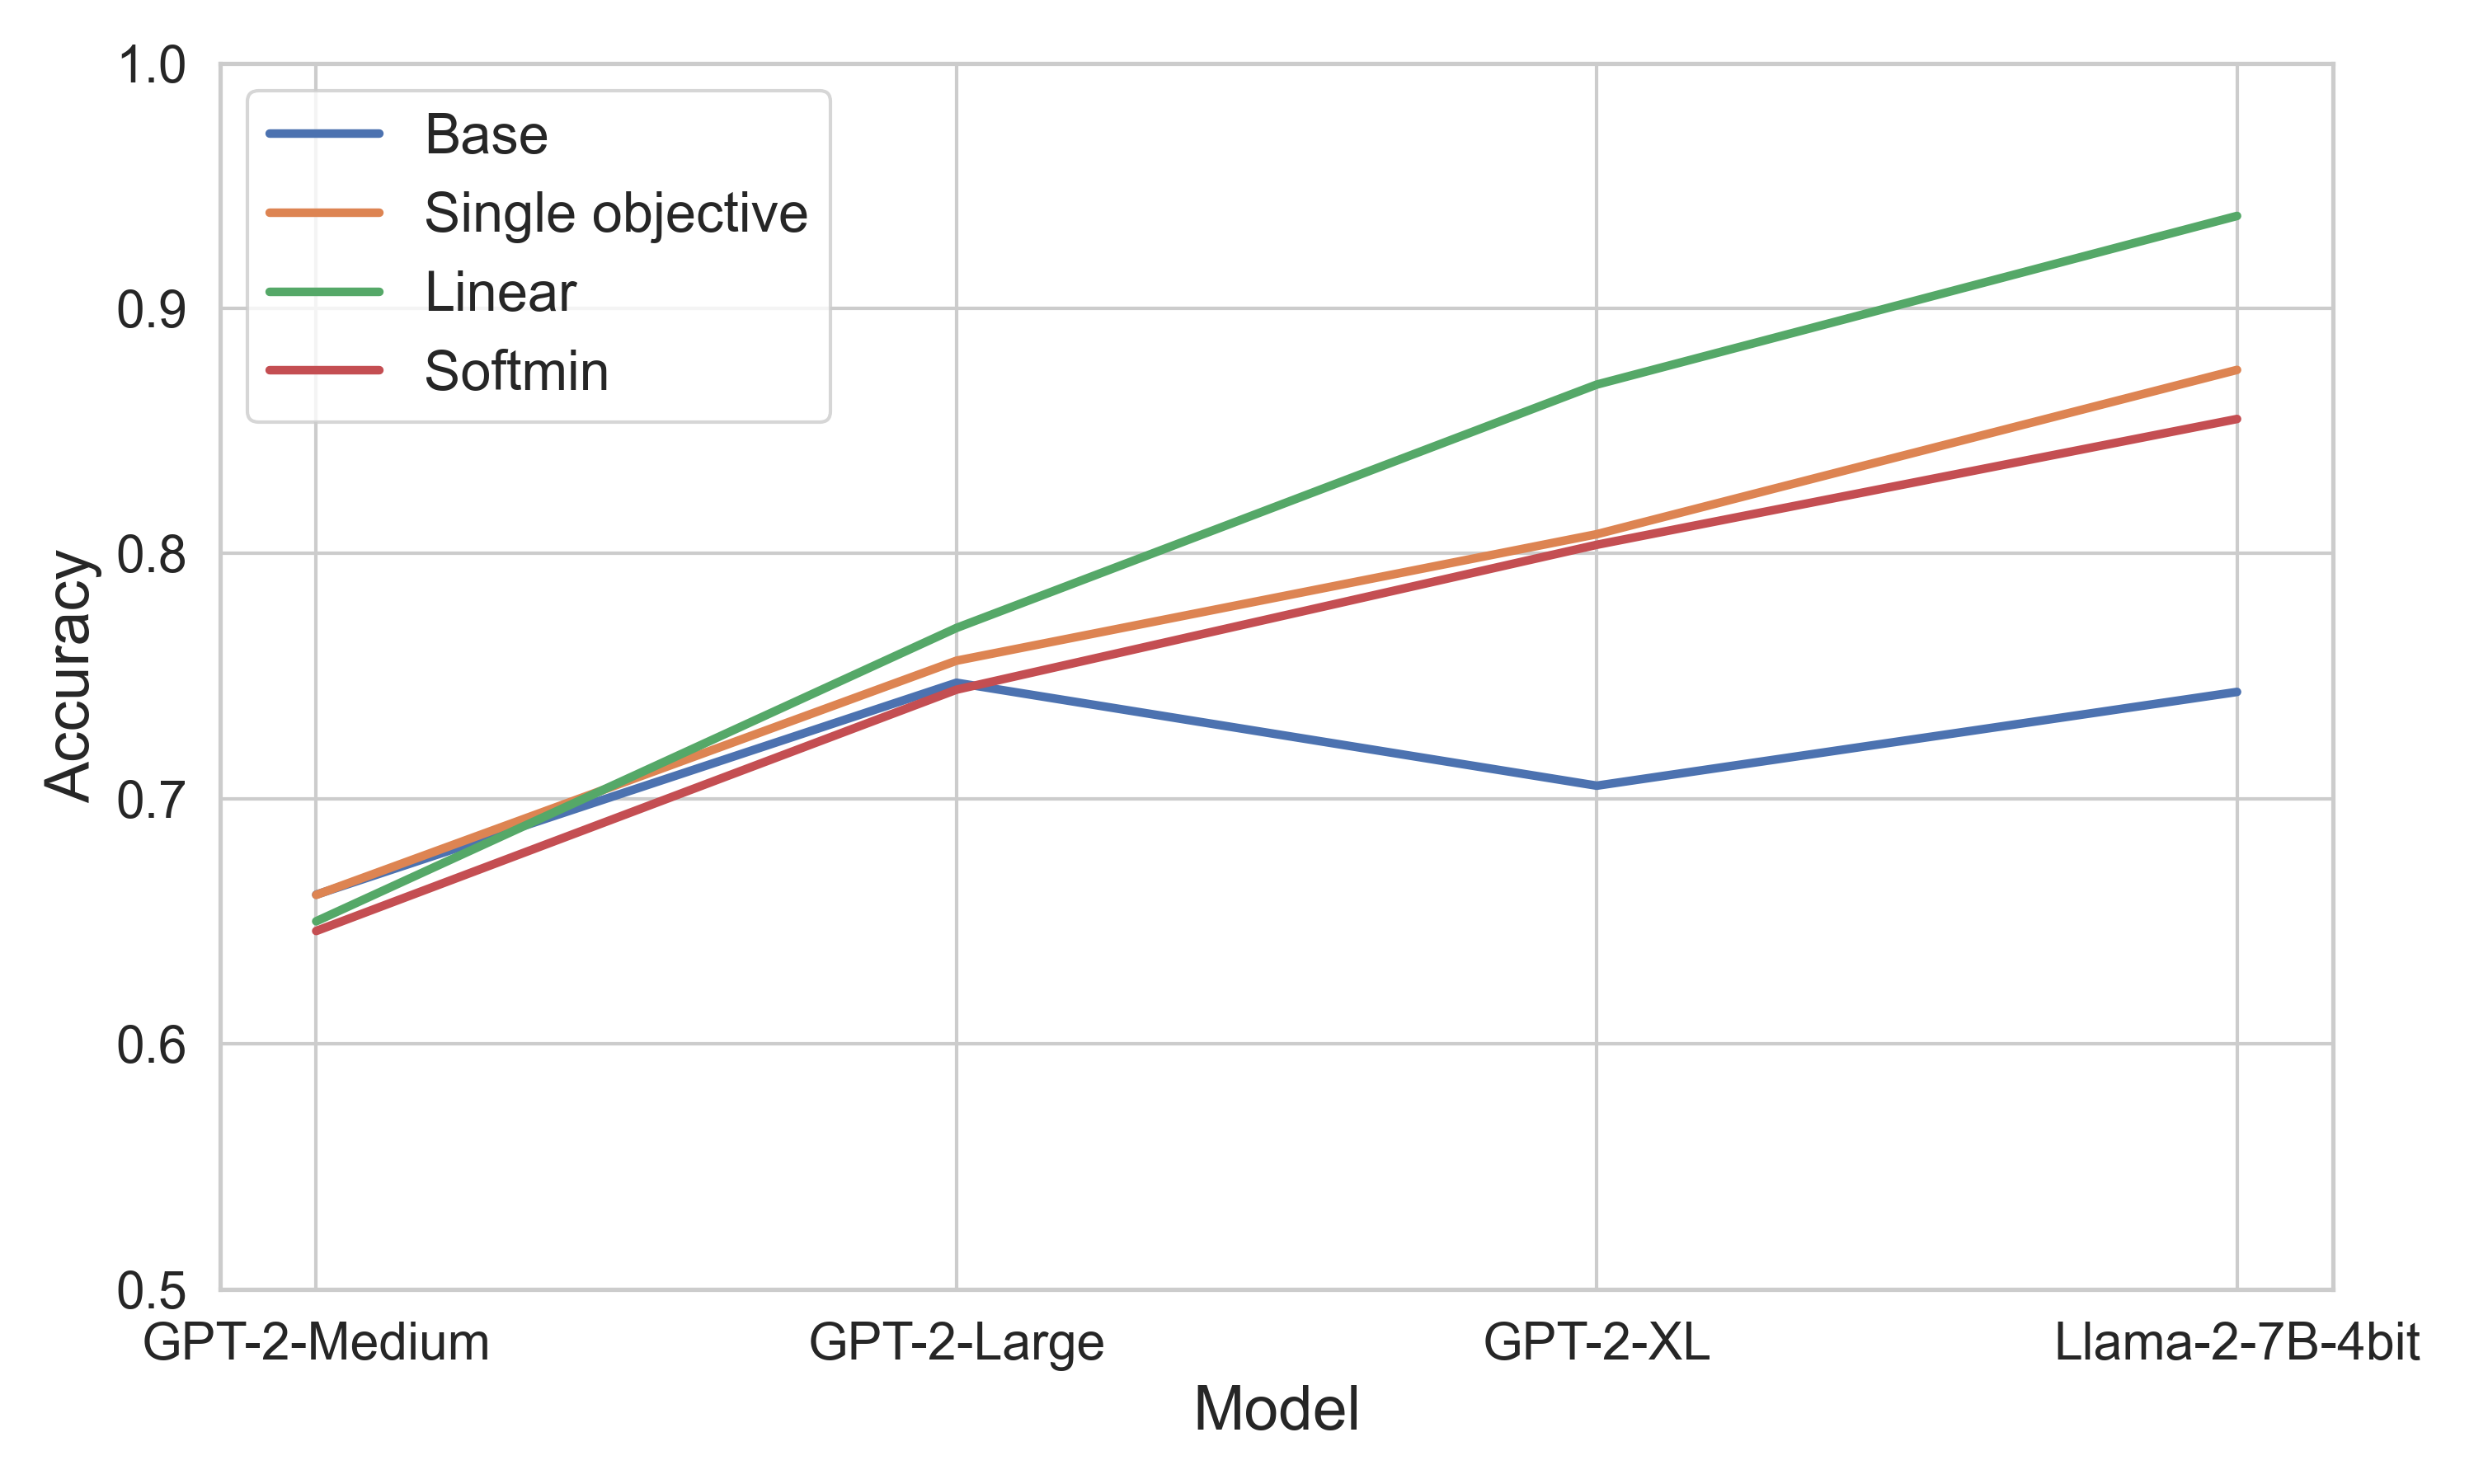 1.0
0.9
0.8
0.7
0.6
0.5
Accuracy
Base
Single objective
Linear
Softmin
GPT-2-Medium
GPT-2-Large
GPT-2-XL
Llama-2-7B-4bit
Model